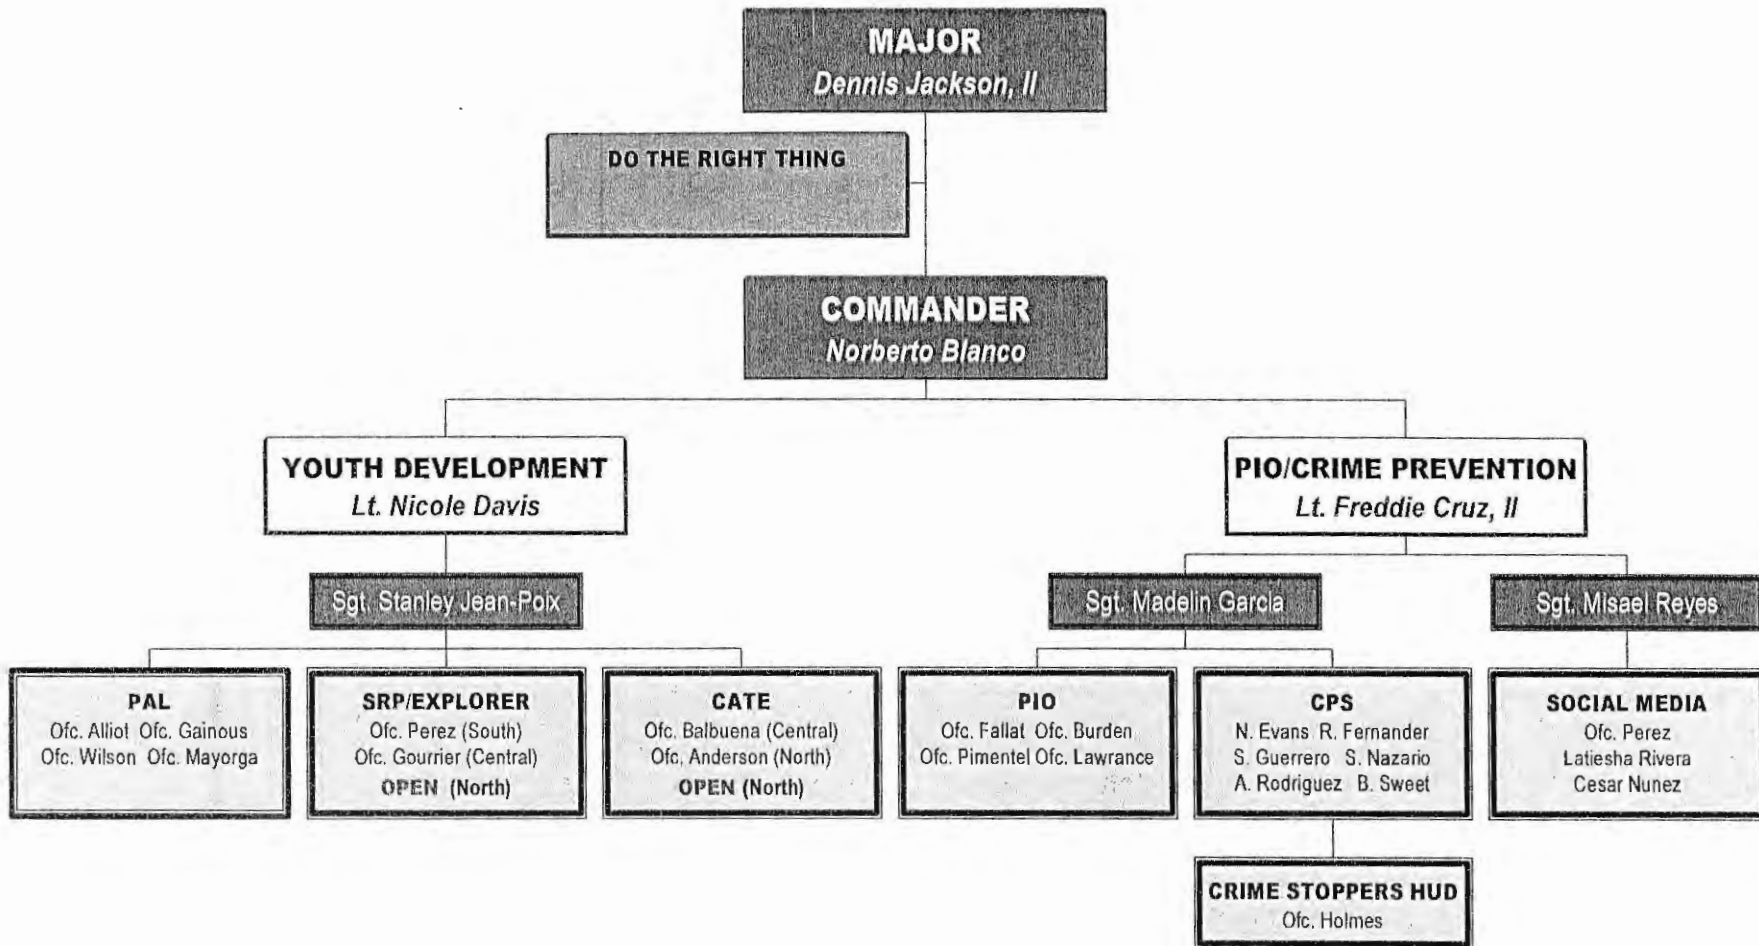 MAJOR
Dennis Jackson, II
DO THE RIGHT THING
COMMANDER
Norberto Blanco
YOUTH DEVELOPMENT
Lt. Nicole Davis
PIO/CRIME PREVENTION
Lt. Freddie Cruz, II
Sgt. Stanley Jean-Poix
Sgt. Madelin Garcia
Sgt. Misael Reyes
PAL
Ofc. Alliot Ofc. Gainous
Ofc. Wilson Ofc. Mayorga
SRP/EXPLORER
Ofc. Perez (South)
Ofc. Gourrier (Central)
OPEN (North)
CATE
Ofc. Balbuena (Central)
Ofc. Anderson (North)
OPEN (North)
PIO
Ofc. Fallat Ofc. Burden
Ofc. Pimentel Ofc. Lawrance
CPS
N. Evans R. Fernander
S. Guerrero S. Nazario
A. Rodriguez B. Sweet
SOCIAL MEDIA
Ofc. Perez
Latiesha Rivera
Cesar Nunez
CRIME STOPPERS HUD
Ofc. Holmes